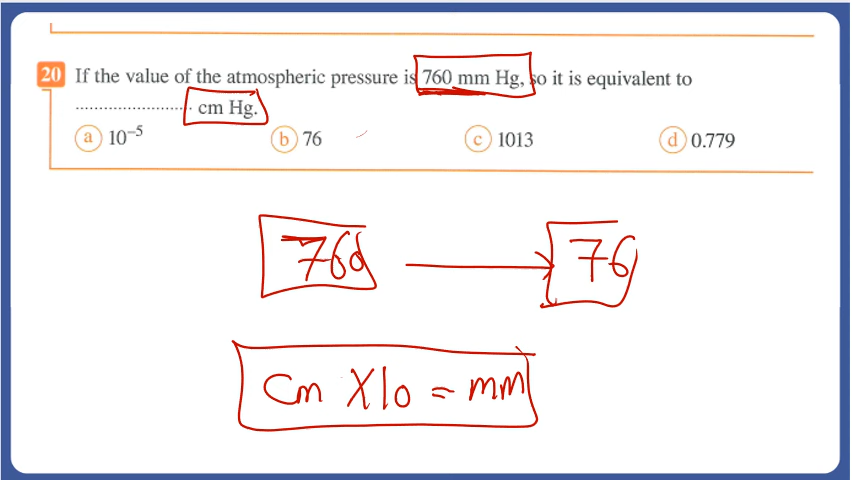 20 If the value of the atmospheric pressure is 760 mm Hg, so it is equivalent to
........................ cm Hg.
a 10⁻⁵ b 76 c 1013 d 0.779
760 76
cm X10 = mm